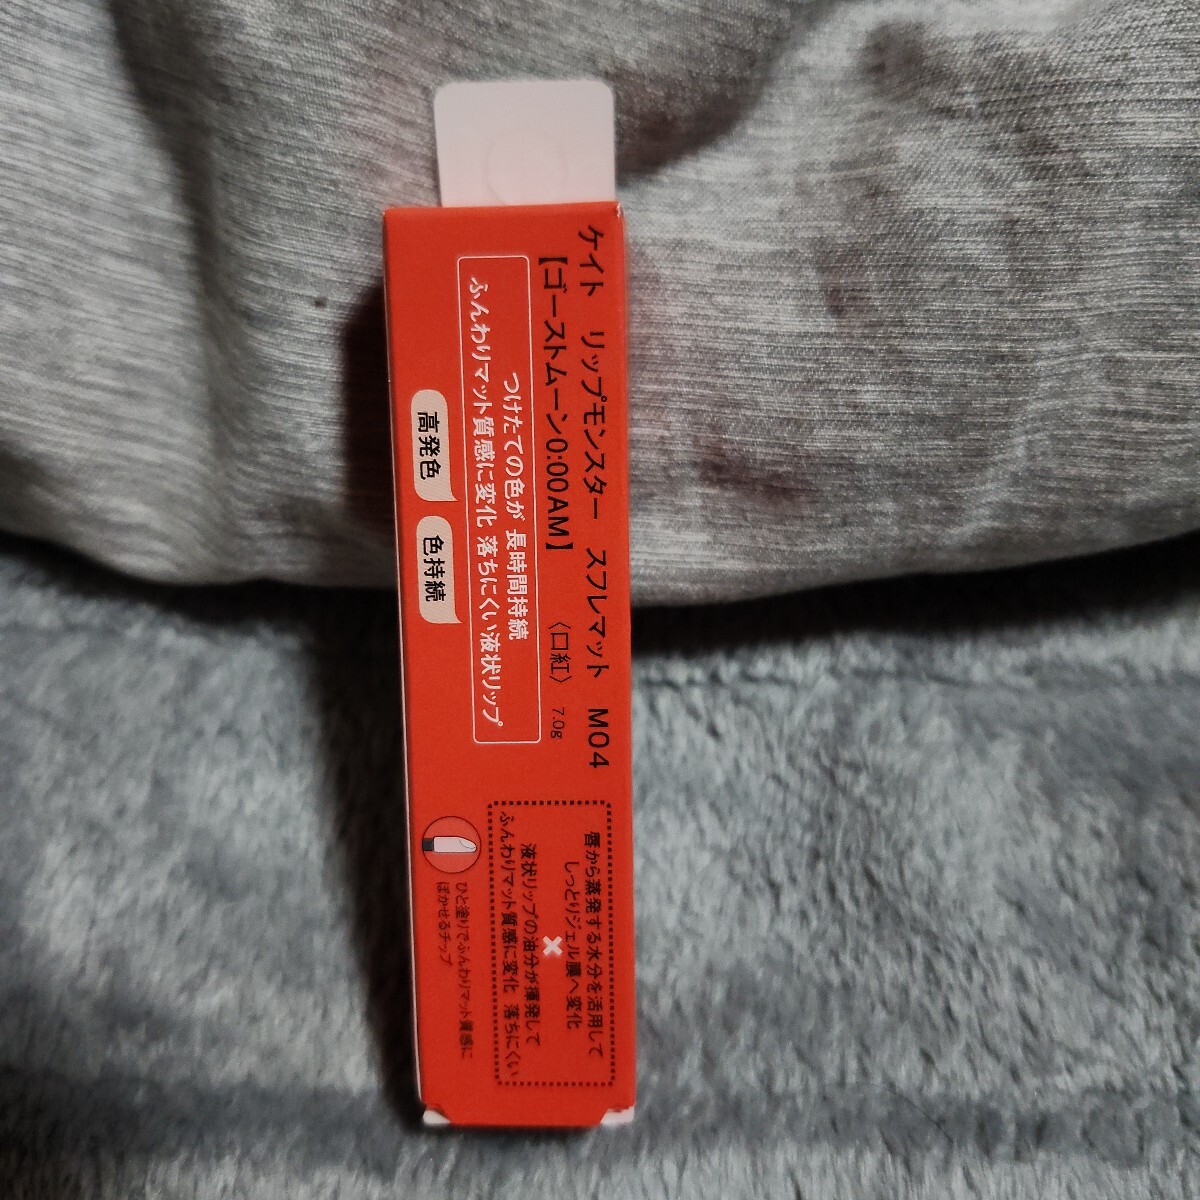 ケイト　リップモンスター　スフレマット　M04
【ゴーストムーン0:00AM】
〈口紅〉 7.0g
つけたての色が 長時間持続
ふんわりマット質感に変化 落ちにくい液状リップ
高発色
色持続
唇から蒸発する水分を活用して
しっとりジェル膜へ変化
×
液状リップの油分が揮発して
ふんわりマット質感に変化 落ちにくい
ひと塗りでふんわりマット質感に
ぼかせるチップ